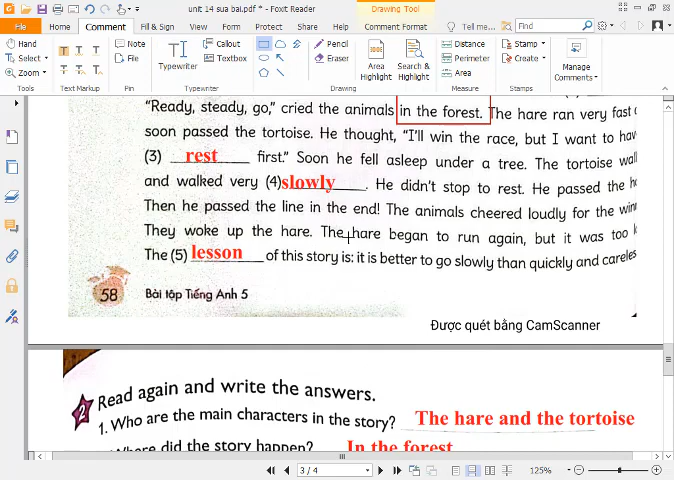 unit 14 sua bai.pdf * - Foxit Reader
Drawing Tool
File
Home
Comment
Fill & Sign
View
Form
Protect
Share
Help
Comment Format
Tell me...
Find
Hand
Select
Zoom
Tools
Text Markup
Note
File
Pin
Typewriter
Callout
Textbox
Typewriter
Pencil
Eraser
Drawing
Area Highlight
Search & Highlight
Distance
Perimeter
Area
Measure
Stamp
Create
Stamps
Manage Comments
"Ready, steady, go," cried the animals in the forest. The hare ran very fast
soon passed the tortoise. He thought, "I'll win the race, but I want to hav
(3) rest first." Soon he fell asleep under a tree. The tortoise wal
and walked very (4) slowly. He didn't stop to rest. He passed the h
Then he passed the line in the end! The animals cheered loudly for the win
They woke up the hare. The hare began to run again, but it was too
The (5) lesson of this story is: it is better to go slowly than quickly and careles
58
Bài tập Tiếng Anh 5
Được quét bằng CamScanner
2
Read again and write the answers.
1. Who are the main characters in the story? The hare and the tortoise
Where did the story happen? In the forest
3 / 4
125%